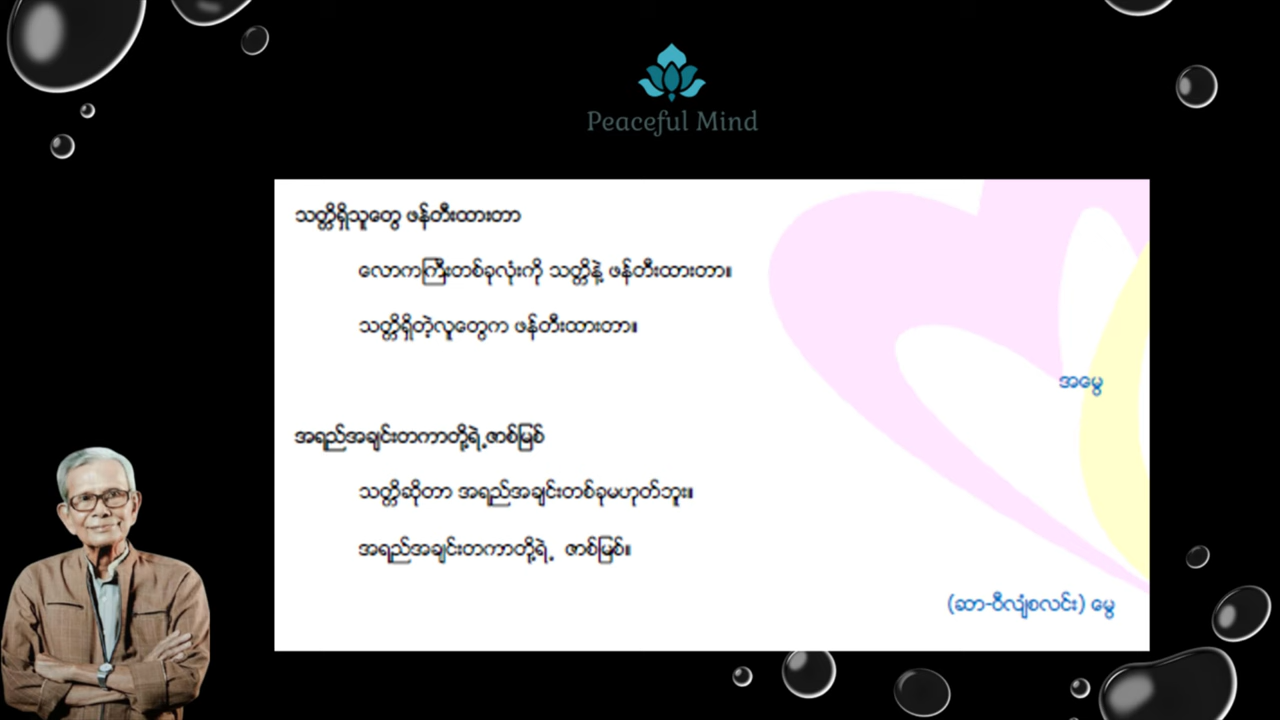 Peaceful Mind
သတ္တိရှိသူတွေ ဖန်တီးထားတာ
လောကကြီးတစ်ခုလုံးကို သတ္တိနဲ့ ဖန်တီးထားတာ။
သတ္တိရှိတဲ့လူတွေက ဖန်တီးထားတာ။
အမွေ
အရည်အချင်းတကာတို့ရဲ့ဇာစ်မြစ်
သတ္တိဆိုတာ အရည်အချင်းတစ်ခုမဟုတ်ဘူး။
အရည်အချင်းတကာတို့ရဲ့ ဇာစ်မြစ်။
(ဆာ-ဝီလျံစလင်း) မွေ